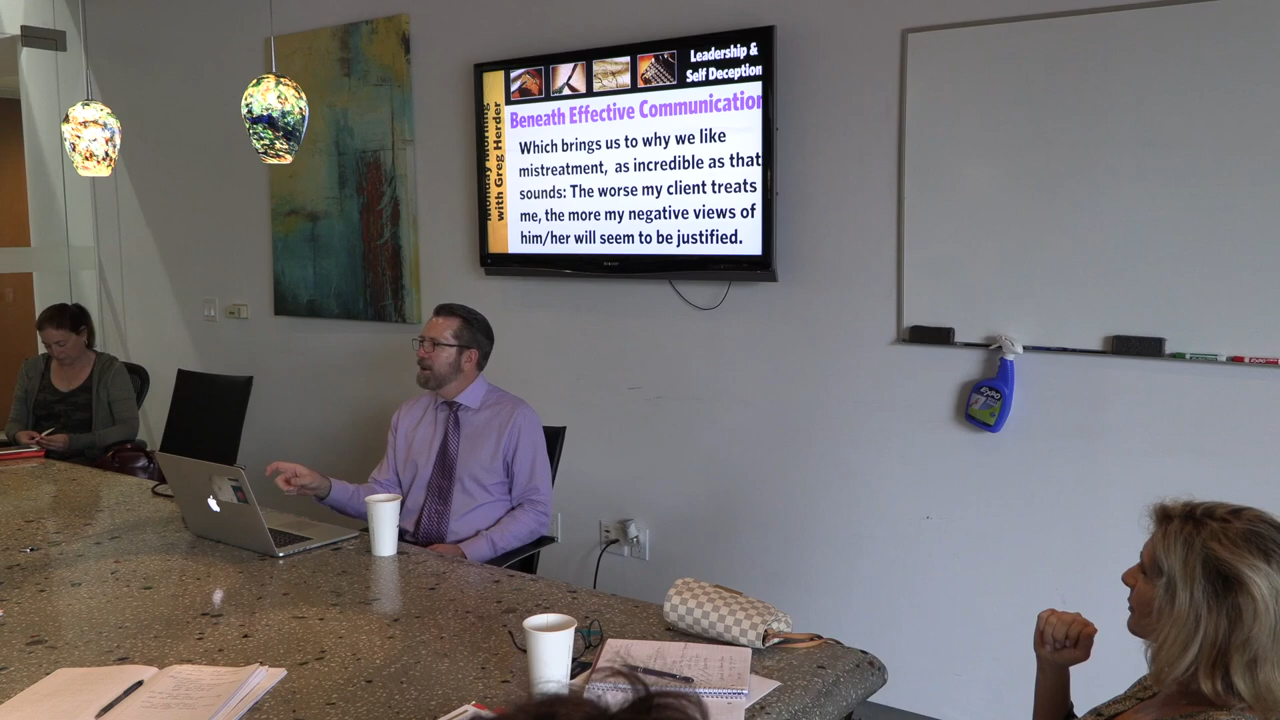 Leadership &
Self Deception
Monday Morning
with Greg Herder
Beneath Effective Communication
Which brings us to why we like
mistreatment, as incredible as that
sounds: The worse my client treats
me, the more my negative views of
him/her will seem to be justified.
SHARP
EXPO